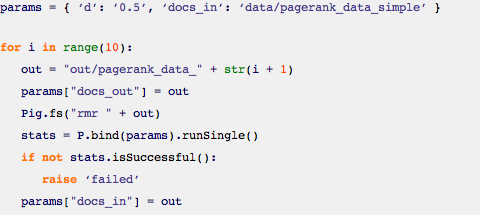 params = { ‘d’: ’0.5’, ‘docs_in’: ‘data/pagerank_data_simple’ }
for i in range(10):
out = "out/pagerank_data_" + str(i + 1)
params["docs_out"] = out
Pig.fs("rmr " + out)
stats = P.bind(params).runSingle()
if not stats.isSuccessful():
raise ‘failed’
params["docs_in"] = out